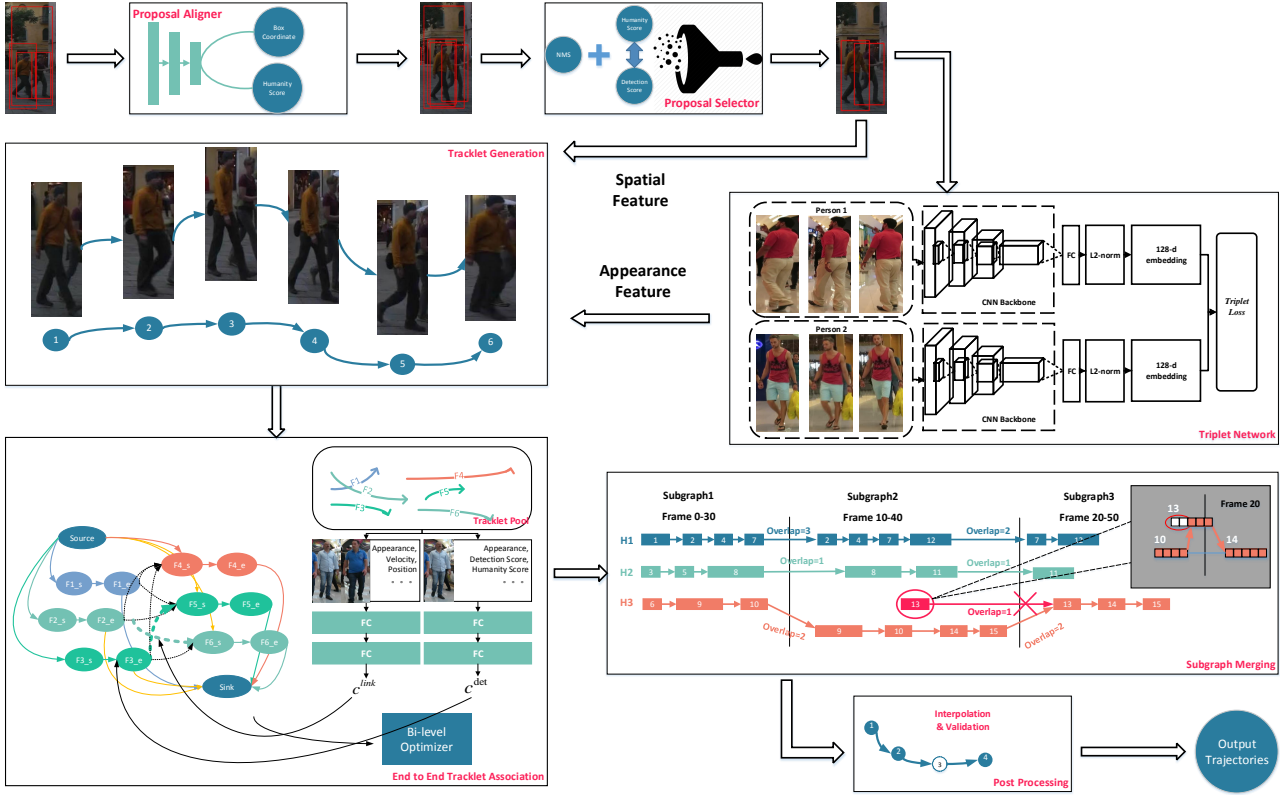 Proposal Aligner
Box
Coordinate
Humanity
Score
NMS
Humanity
Score
Detection
Score
Proposal Selector
Tracklet Generation
1
2
3
4
5
6
Spatial
Feature
Appearance
Feature
Person 1
CNN Backbone
FC
L2-norm
128-d
embedding
Person 2
CNN Backbone
FC
L2-norm
128-d
embedding
Triplet
Loss
Triplet Network
F1
F2
F3
F4
F5
F6
Tracklet Pool
Source
F1_s
F1_e
F2_s
F2_e
F3_s
F3_e
F4_s
F4_e
F5_s
F5_e
F6_s
F6_e
Sink
Appearance,
Velocity,
Position
- - -
Appearance,
Detection Score,
Humanity Score
- - -
FC
FC
FC
FC
c^link
c^det
Bi-level
Optimizer
End to End Tracklet Association
Subgraph1
Frame 0-30
Subgraph2
Frame 10-40
Subgraph3
Frame 20-50
H1
1
2
4
7
Overlap=3
2
4
7
12
Overlap=2
7
12
H2
3
5
8
Overlap=1
8
11
Overlap=1
11
H3
6
9
10
Overlap=2
9
10
14
15
13
Overlap=1
Overlap=2
13
14
15
13
Frame 20
10
14
Subgraph Merging
Interpolation
& Validation
1
2
3
4
Post Processing
Output
Trajectories